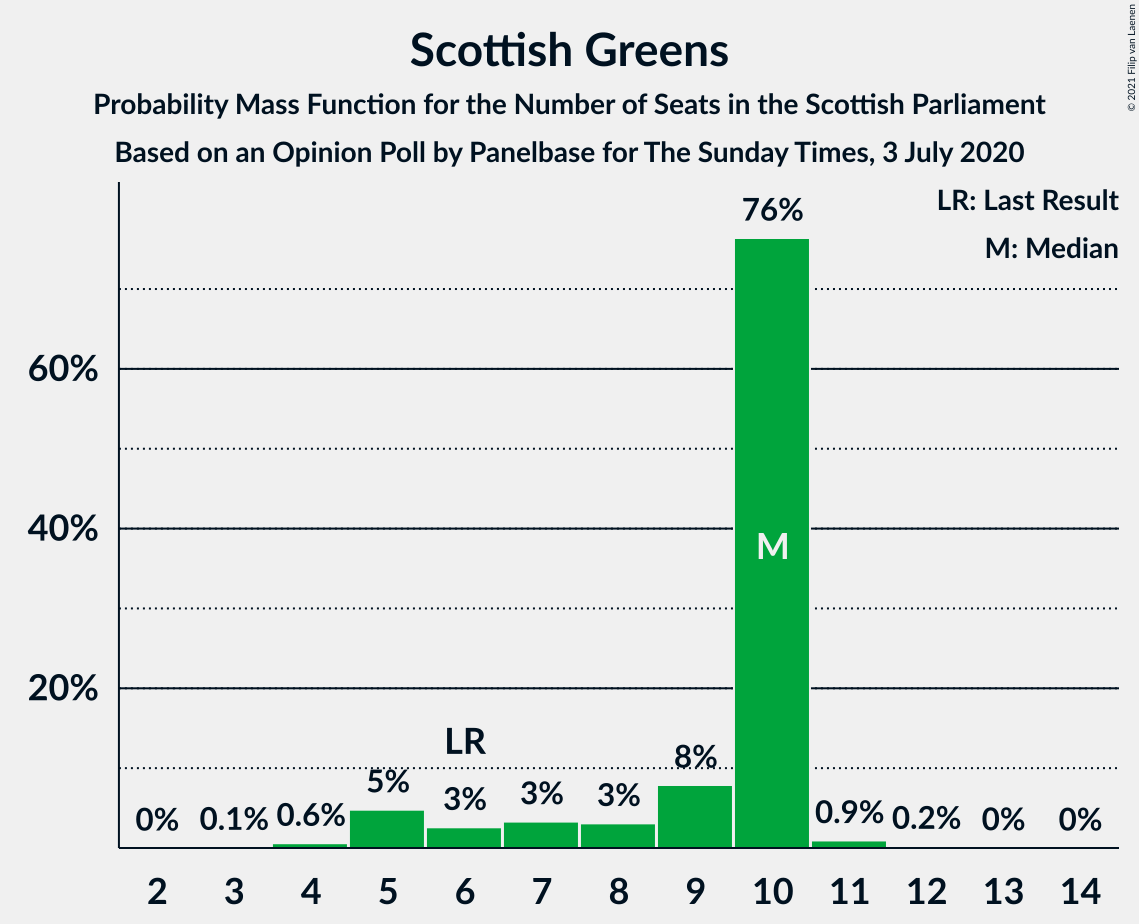 Scottish Greens
Probability Mass Function for the Number of Seats in the Scottish Parliament
Based on an Opinion Poll by Panelbase for The Sunday Times, 3 July 2020
© 2021 Filip van Laenen
LR: Last Result
M: Median
76%
60%
40%
M
20%
LR
0%
0.1%
0.6%
5%
3%
3%
3%
8%
0.9%
0.2%
0%
0%
2 3 4 5 6 7 8 9 10 11 12 13 14